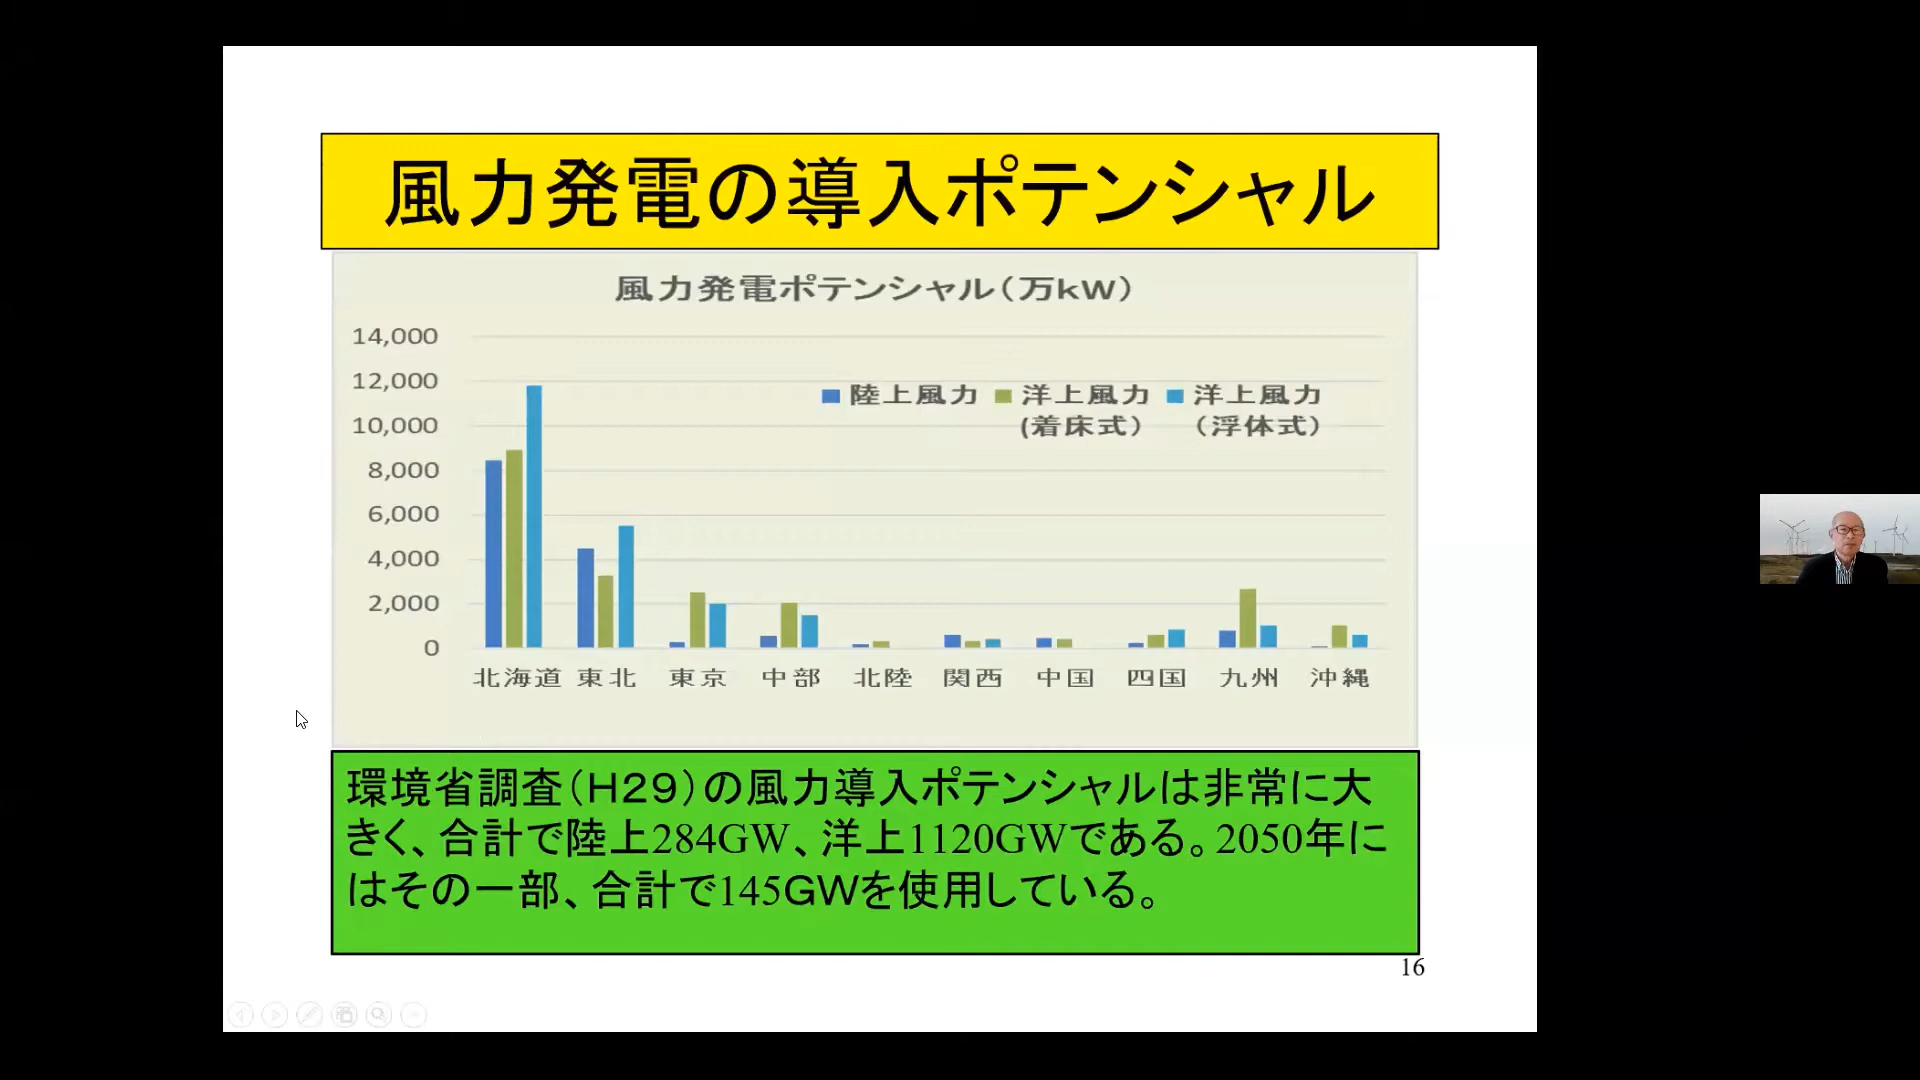 風力発電の導入ポテンシャル
風力発電ポテンシャル（万kW）
14,000
12,000
10,000
8,000
6,000
4,000
2,000
0
陸上風力
洋上風力
(着床式）
洋上風力
（浮体式）
北海道 東北 東京 中部 北陸 関西 中国 四国 九州 沖縄
環境省調査（H29）の風力導入ポテンシャルは非常に大
きく、合計で陸上284GW、洋上1120GWである。2050年に
はその一部、合計で145GWを使用している。
16